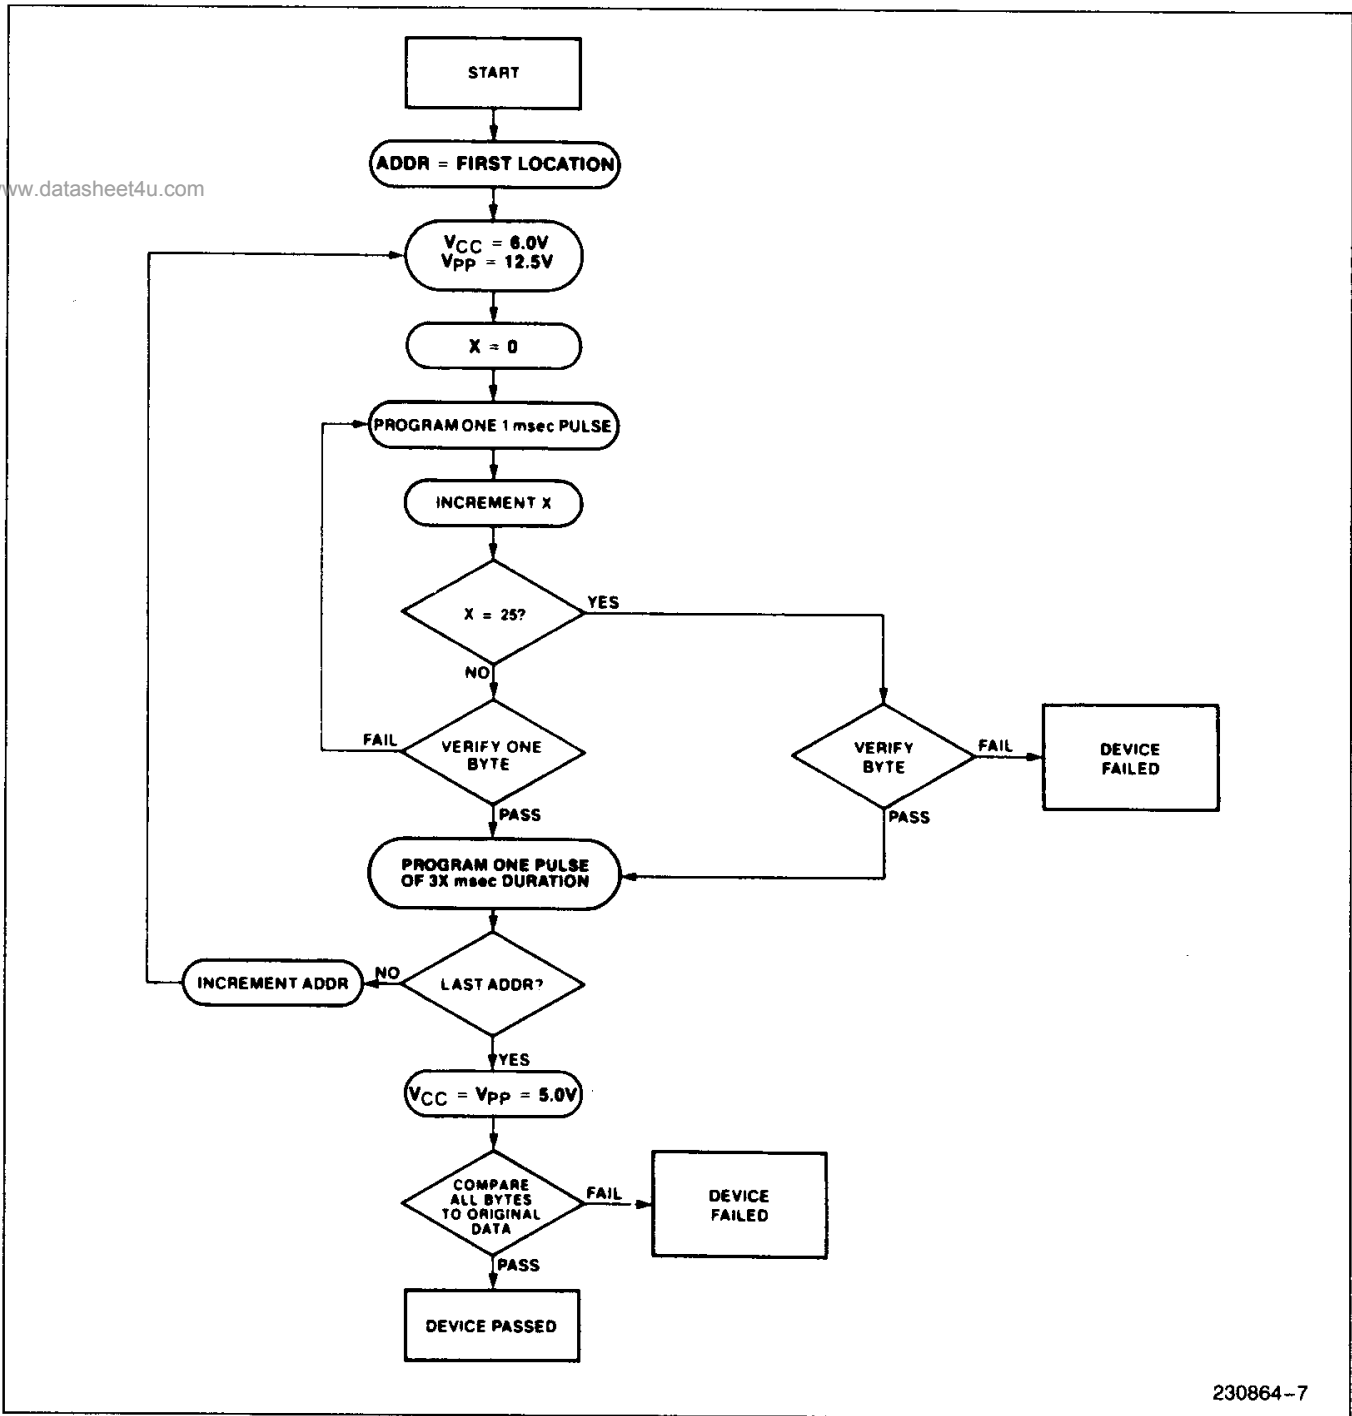 START
ADDR = FIRST LOCATION
www.datasheet4u.com
VCC = 6.0V
VPP = 12.5V
X = 0
PROGRAM ONE 1 msec PULSE
INCREMENT X
X = 25?
YES
NO
FAIL
VERIFY ONE
BYTE
PASS
VERIFY
BYTE
FAIL
DEVICE
FAILED
PASS
PROGRAM ONE PULSE
OF 3X msec DURATION
INCREMENT ADDR
NO
LAST ADDR?
YES
VCC = VPP = 5.0V
COMPARE
ALL BYTES
TO ORIGINAL
DATA
FAIL
DEVICE
FAILED
PASS
DEVICE PASSED
230864-7